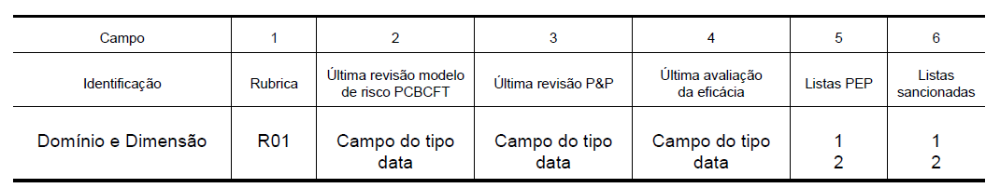 Campo 1 2 3 4 5 6
Identificação Rubrica Última revisão modelo de risco PCBCFT Última revisão P&P Última avaliação da eficácia Listas PEP Listas sancionadas
Domínio e Dimensão R01 Campo do tipo data Campo do tipo data Campo do tipo data 1 2 1 2